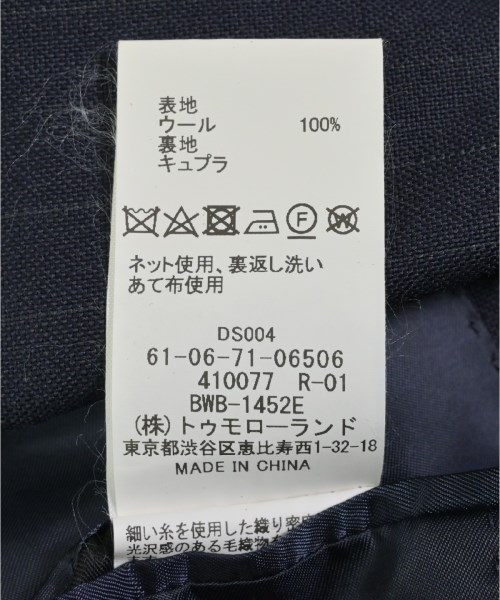 表地
ウール 100%
裏地
キュプラ
F W
ネット使用、裏返し洗い
あて布使用
DS004
61-06-71-06506
410077 R-01
BWB-1452E
(株)トゥモローランド
東京都渋谷区恵比寿西1-32-18
MADE IN CHINA
細い糸を使用した織り密度
光沢感のある毛織物を